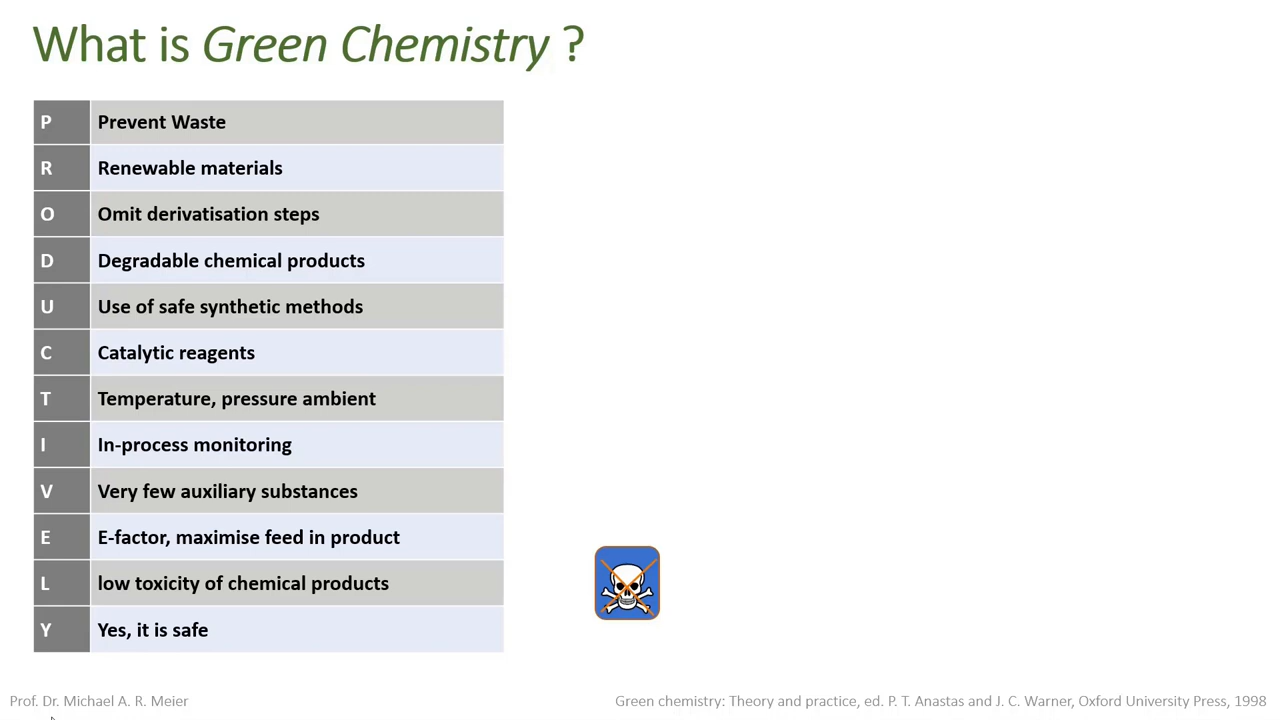 What is Green Chemistry ?
P Prevent Waste
R Renewable materials
O Omit derivatisation steps
D Degradable chemical products
U Use of safe synthetic methods
C Catalytic reagents
T Temperature, pressure ambient
I In-process monitoring
V Very few auxiliary substances
E E-factor, maximise feed in product
L low toxicity of chemical products
Y Yes, it is safe
Prof. Dr. Michael A. R. Meier
Green chemistry: Theory and practice, ed. P. T. Anastas and J. C. Warner, Oxford University Press, 1998